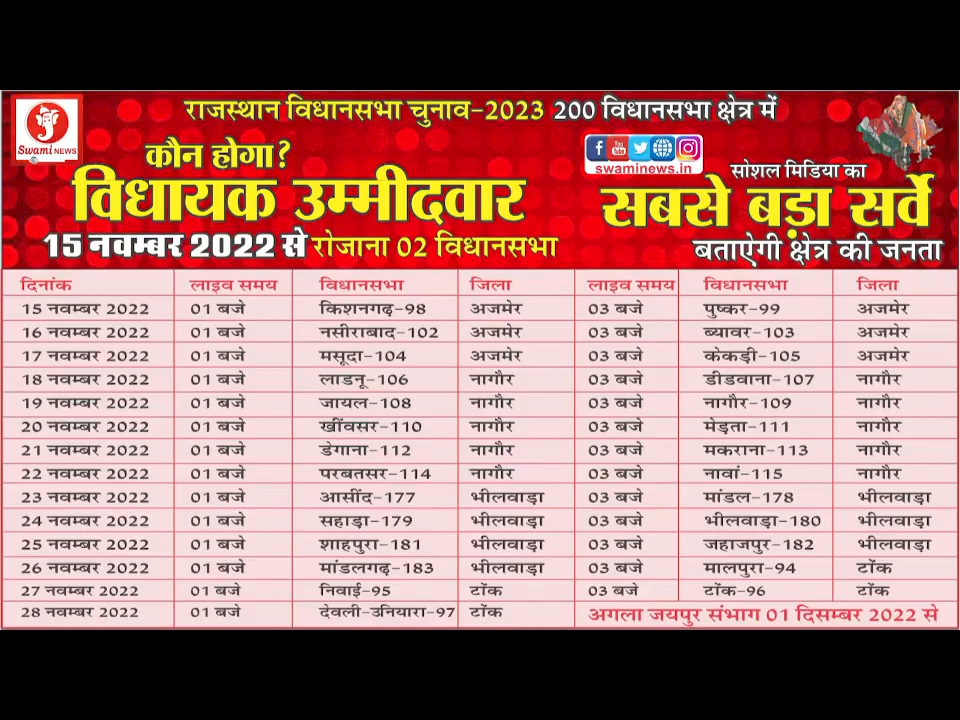 राजस्थान विधानसभा चुनाव-2023 200 विधानसभा क्षेत्र में
Swami NEWS
कौन होगा?
विधायक उम्मीदवार
15 नवम्बर 2022 से रोजाना 02 विधानसभा
You Tube
swaminews.in
सोशल मिडिया का
सबसे बड़ा सर्वे
बताऐगी क्षेत्र की जनता
दिनांक लाइव समय विधानसभा जिला लाइव समय विधानसभा जिला
15 नवम्बर 2022 01 बजे किशनगढ़-98 अजमेर 03 बजे पुष्कर-99 अजमेर
16 नवम्बर 2022 01 बजे नसीराबाद-102 अजमेर 03 बजे ब्यावर-103 अजमेर
17 नवम्बर 2022 01 बजे मसूदा-104 अजमेर 03 बजे केकड़ी-105 अजमेर
18 नवम्बर 2022 01 बजे लाडनू-106 नागौर 03 बजे डीडवाना-107 नागौर
19 नवम्बर 2022 01 बजे जायल-108 नागौर 03 बजे नागौर-109 नागौर
20 नवम्बर 2022 01 बजे खींवसर-110 नागौर 03 बजे मेड़ता-111 नागौर
21 नवम्बर 2022 01 बजे डेगाना-112 नागौर 03 बजे मकराना-113 नागौर
22 नवम्बर 2022 01 बजे परबतसर-114 नागौर 03 बजे नावां-115 नागौर
23 नवम्बर 2022 01 बजे आसींद-177 भीलवाड़ा 03 बजे मांडल-178 भीलवाड़ा
24 नवम्बर 2022 01 बजे सहाड़ा-179 भीलवाड़ा 03 बजे भीलवाड़ा-180 भीलवाड़ा
25 नवम्बर 2022 01 बजे शाहपुरा-181 भीलवाड़ा 03 बजे जहाजपुर-182 भीलवाड़ा
26 नवम्बर 2022 01 बजे मांडलगढ़-183 भीलवाड़ा 03 बजे मालपुरा-94 टोंक
27 नवम्बर 2022 01 बजे निवाई-95 टोंक 03 बजे टोंक-96 टोंक
28 नवम्बर 2022 01 बजे देवली-उनियारा-97 टोंक अगला जयपुर संभाग 01 दिसम्बर 2022 से